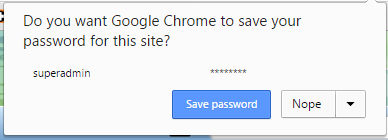 Do you want Google Chrome to save your
password for this site?
superadmin ********
Save password Nope